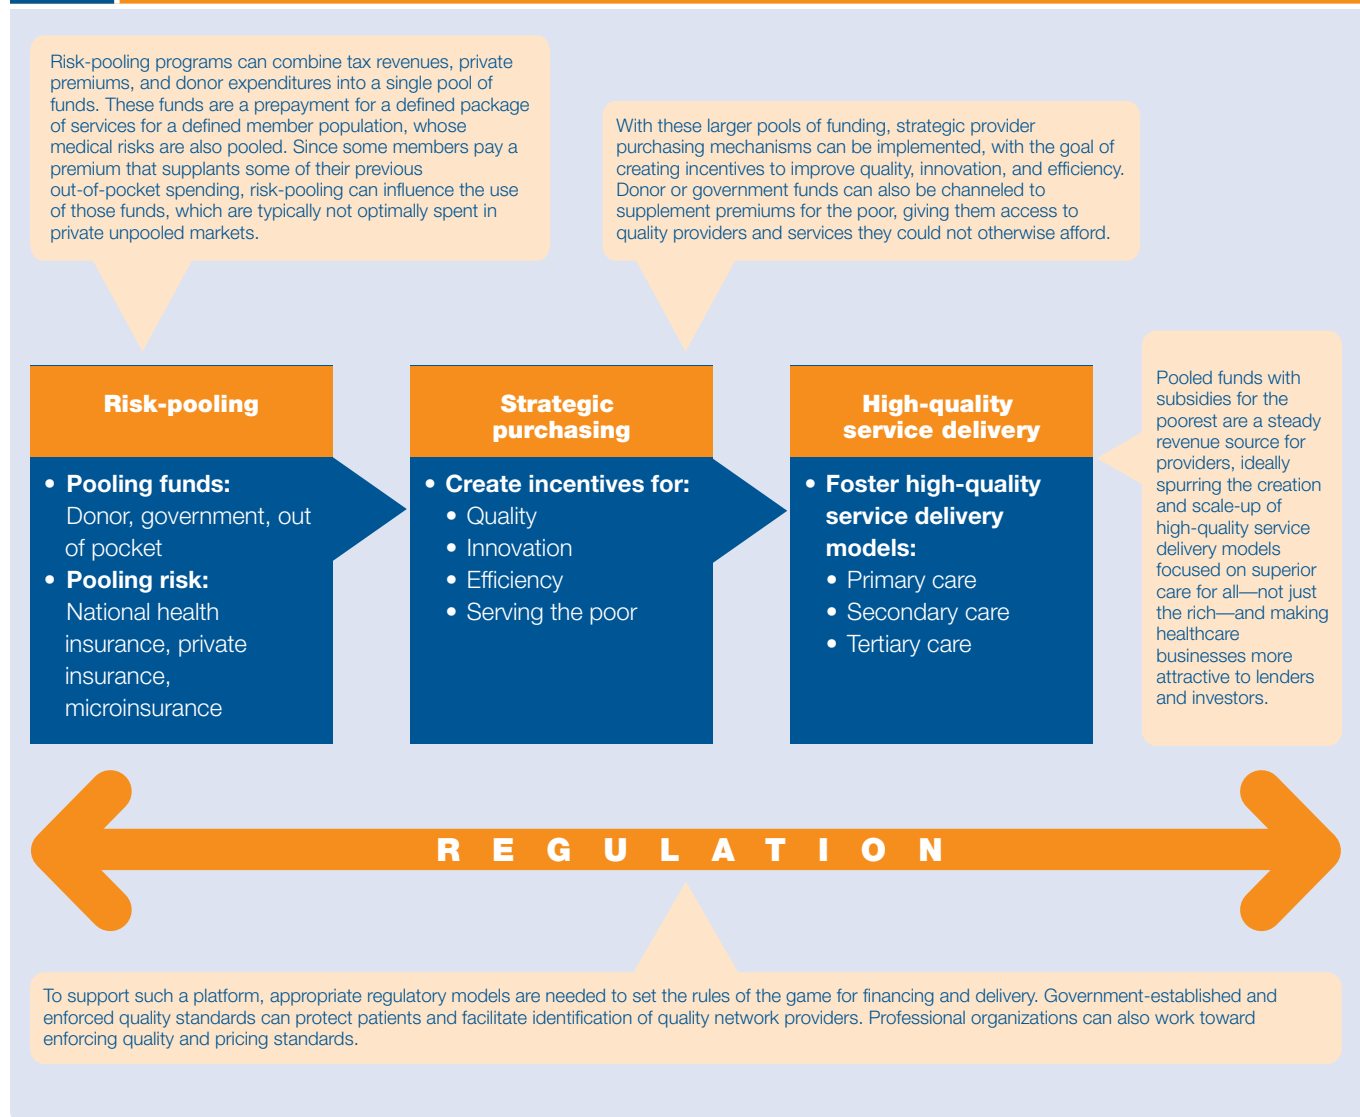 Risk-pooling programs can combine tax revenues, private
premiums, and donor expenditures into a single pool of
funds. These funds are a prepayment for a defined package
of services for a defined member population, whose
medical risks are also pooled. Since some members pay a
premium that supplants some of their previous
out-of-pocket spending, risk-pooling can influence the use
of those funds, which are typically not optimally spent in
private unpooled markets.
With these larger pools of funding, strategic provider
purchasing mechanisms can be implemented, with the goal of
creating incentives to improve quality, innovation, and efficiency.
Donor or government funds can also be channeled to
supplement premiums for the poor, giving them access to
quality providers and services they could not otherwise afford.
Risk-pooling
• Pooling funds:
Donor, government, out
of pocket
• Pooling risk:
National health
insurance, private
insurance,
microinsurance
Strategic
purchasing
• Create incentives for:
• Quality
• Innovation
• Efficiency
• Serving the poor
High-quality
service delivery
• Foster high-quality
service delivery
models:
• Primary care
• Secondary care
• Tertiary care
Pooled funds with
subsidies for the
poorest are a steady
revenue source for
providers, ideally
spurring the creation
and scale-up of
high-quality service
delivery models
focused on superior
care for all—not just
the rich—and making
healthcare
businesses more
attractive to lenders
and investors.
REGULATION
To support such a platform, appropriate regulatory models are needed to set the rules of the game for financing and delivery. Government-established and
enforced quality standards can protect patients and facilitate identification of quality network providers. Professional organizations can also work toward
enforcing quality and pricing standards.